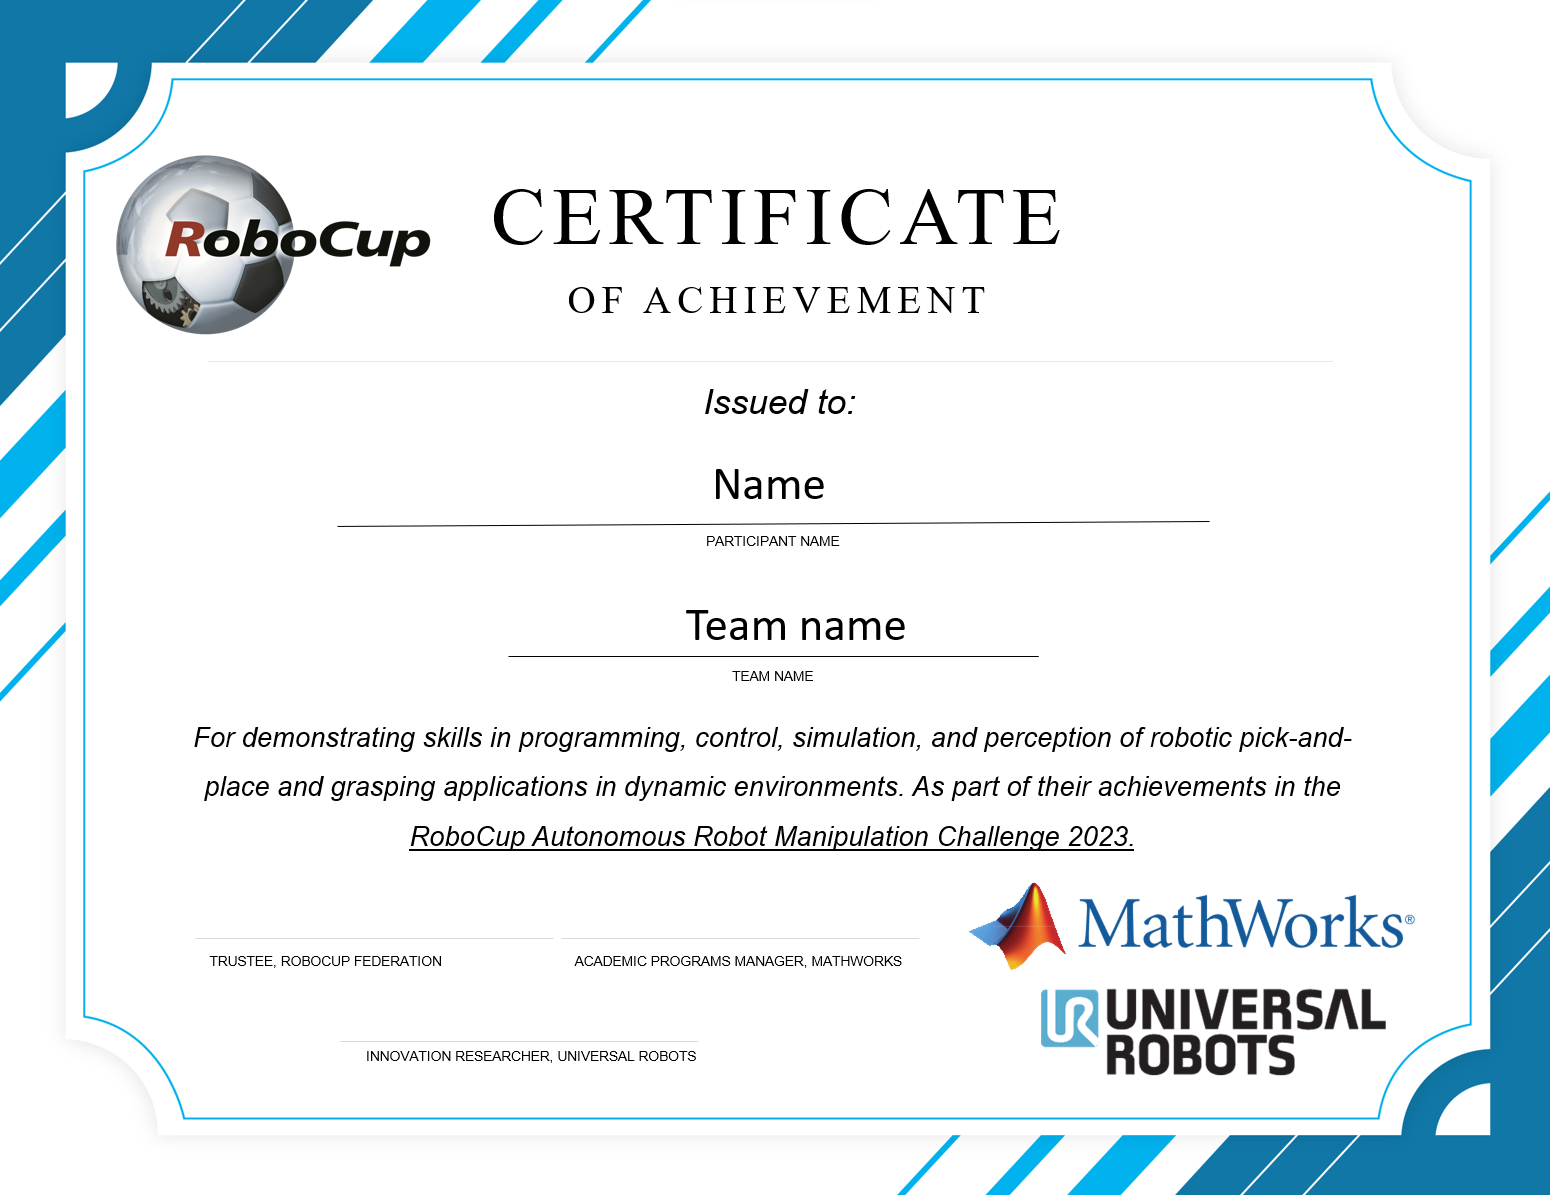 RoboCup
CERTIFICATE
OF ACHIEVEMENT
Issued to:
Name
PARTICIPANT NAME
Team name
TEAM NAME
For demonstrating skills in programming, control, simulation, and perception of robotic pick-and-
place and grasping applications in dynamic environments. As part of their achievements in the
RoboCup Autonomous Robot Manipulation Challenge 2023.
MathWorks®
TRUSTEE, ROBOCUP FEDERATION
ACADEMIC PROGRAMS MANAGER, MATHWORKS
UR UNIVERSAL
ROBOTS
INNOVATION RESEARCHER, UNIVERSAL ROBOTS